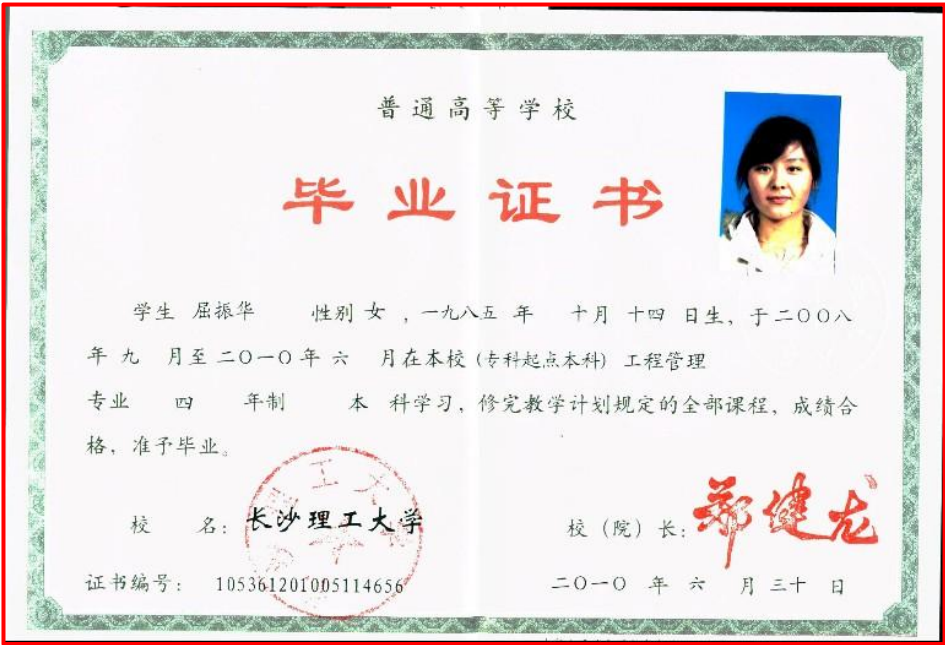 普通高等学校
毕业证书
学生 屈振华 性别 女 ，一九八五 年 十月 十四 日生，于二〇〇八
年 九 月至 二〇一〇 年 六 月在本校 (专科起点本科) 工程管理
专业 四 年制 本 科学习，修完教学计划规定的全部课程，成绩合
格，准予毕业。
校 名：长沙理工大学
校（院）长：郑健龙
证书编号： 105361201005114656
二〇一〇 年 六 月 三十 日